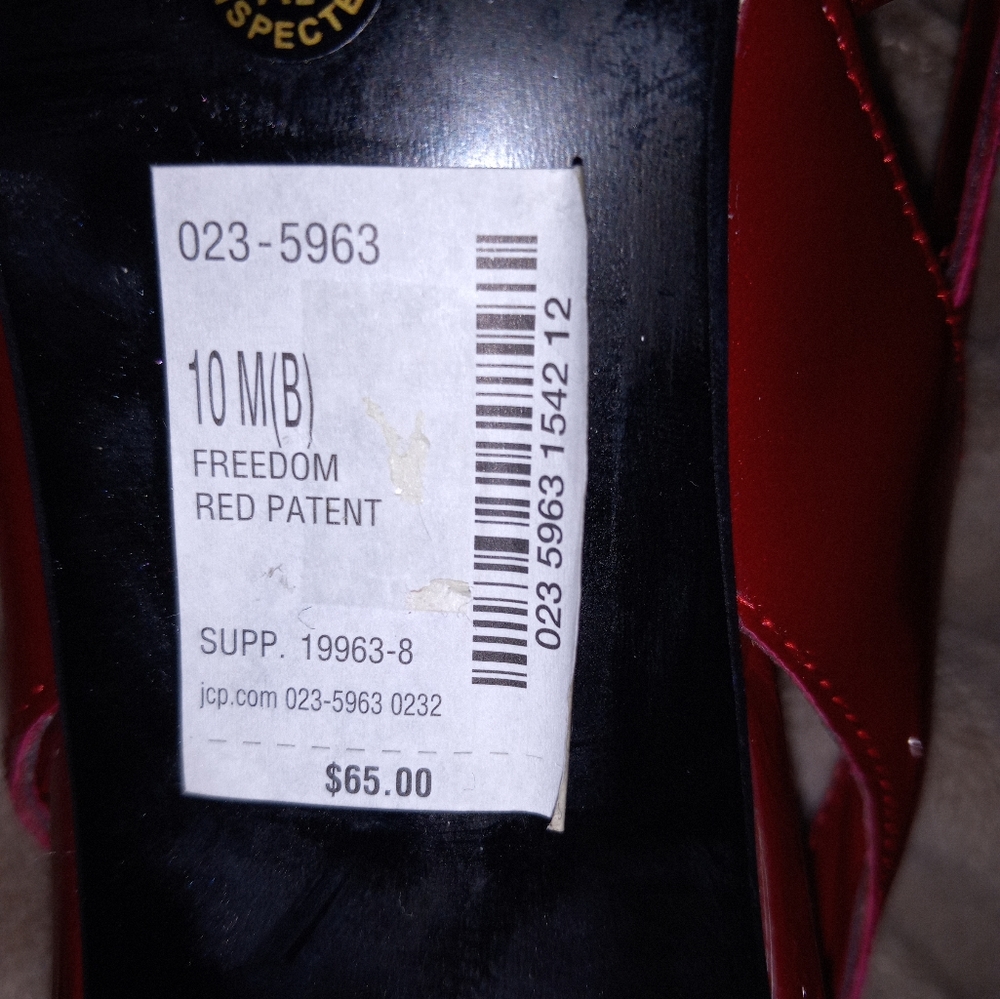 023-5963
10 M(B)
FREEDOM
RED PATENT
SUPP. 19963-8
jcp.com 023-5963 0232
$65.00
023 5963 1542 12